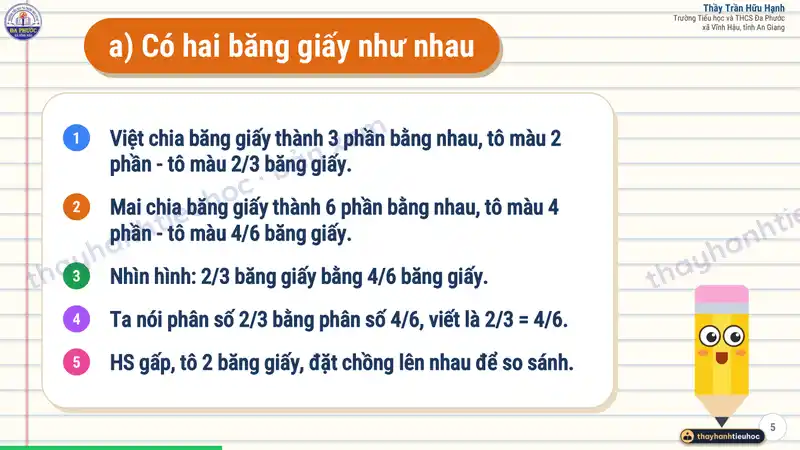 Thầy Trần Hữu Hạnh
Trường Tiểu học và THCS Đa Phước
xã Vĩnh Hậu, tỉnh An Giang
ĐA PHƯỚC
a) Có hai băng giấy như nhau
1 Việt chia băng giấy thành 3 phần bằng nhau, tô màu 2
phần - tô màu 2/3 băng giấy.
2 Mai chia băng giấy thành 6 phần bằng nhau, tô màu 4
phần - tô màu 4/6 băng giấy.
3 Nhìn hình: 2/3 băng giấy bằng 4/6 băng giấy.
4 Ta nói phân số 2/3 bằng phân số 4/6, viết là 2/3 = 4/6.
5 HS gấp, tô 2 băng giấy, đặt chồng lên nhau để so sánh.
thayhanhtieuhoc
5